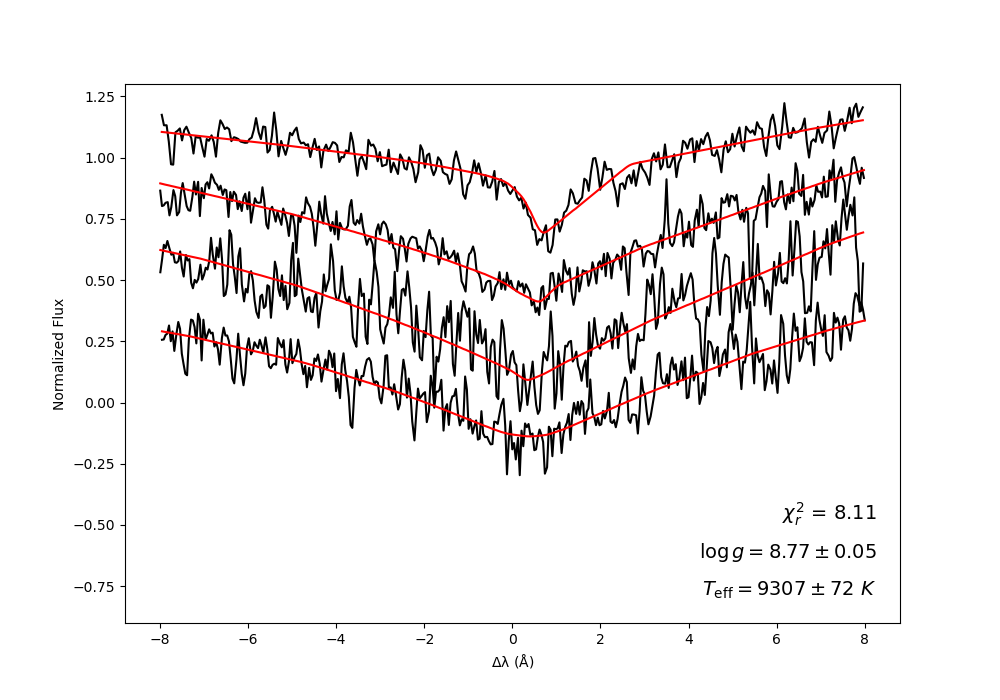 1.25
1.00
0.75
0.50
0.25
0.00
−0.25
−0.50
−0.75
Normalized Flux
χ²ᵣ = 8.11
log g = 8.77 ± 0.05
T_eff = 9307 ± 72 K
−8 −6 −4 −2 0 2 4 6 8
Δλ (Å)